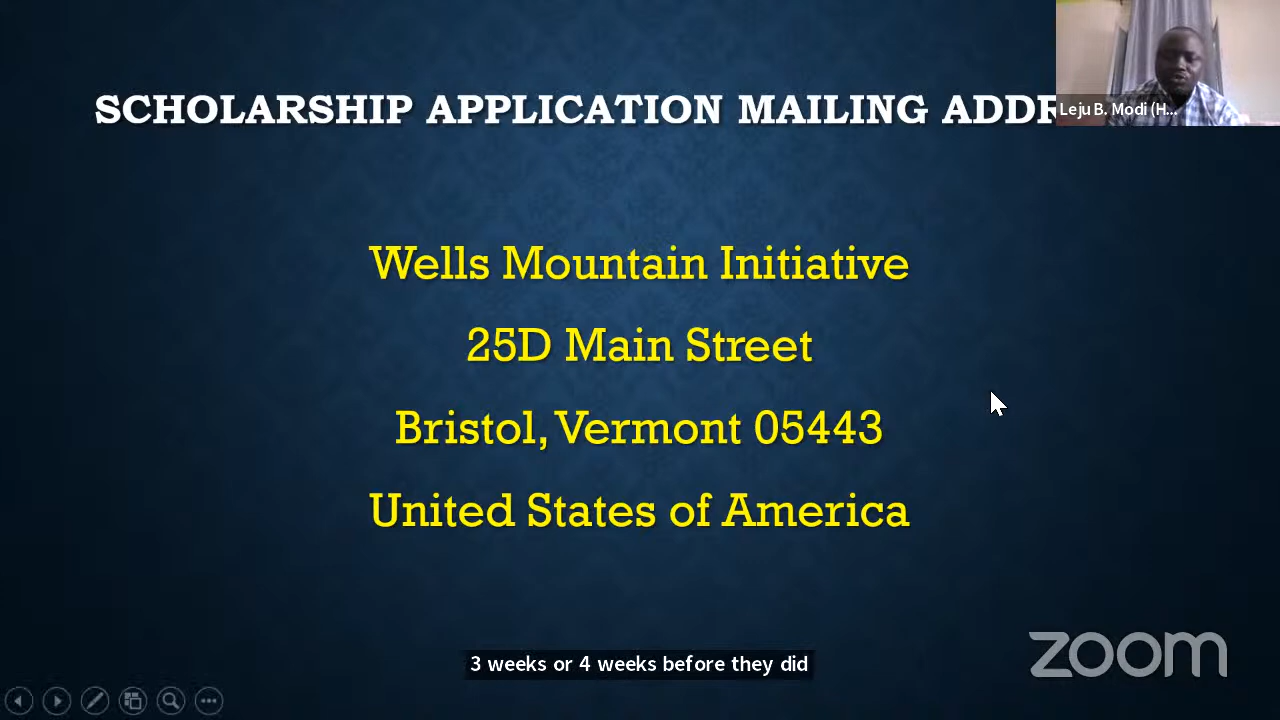 SCHOLARSHIP APPLICATION MAILING
Leju B. Modi (H...
Wells Mountain Initiative
25D Main Street
Bristol, Vermont 05443
United States of America
3 weeks or 4 weeks before they did
zoom